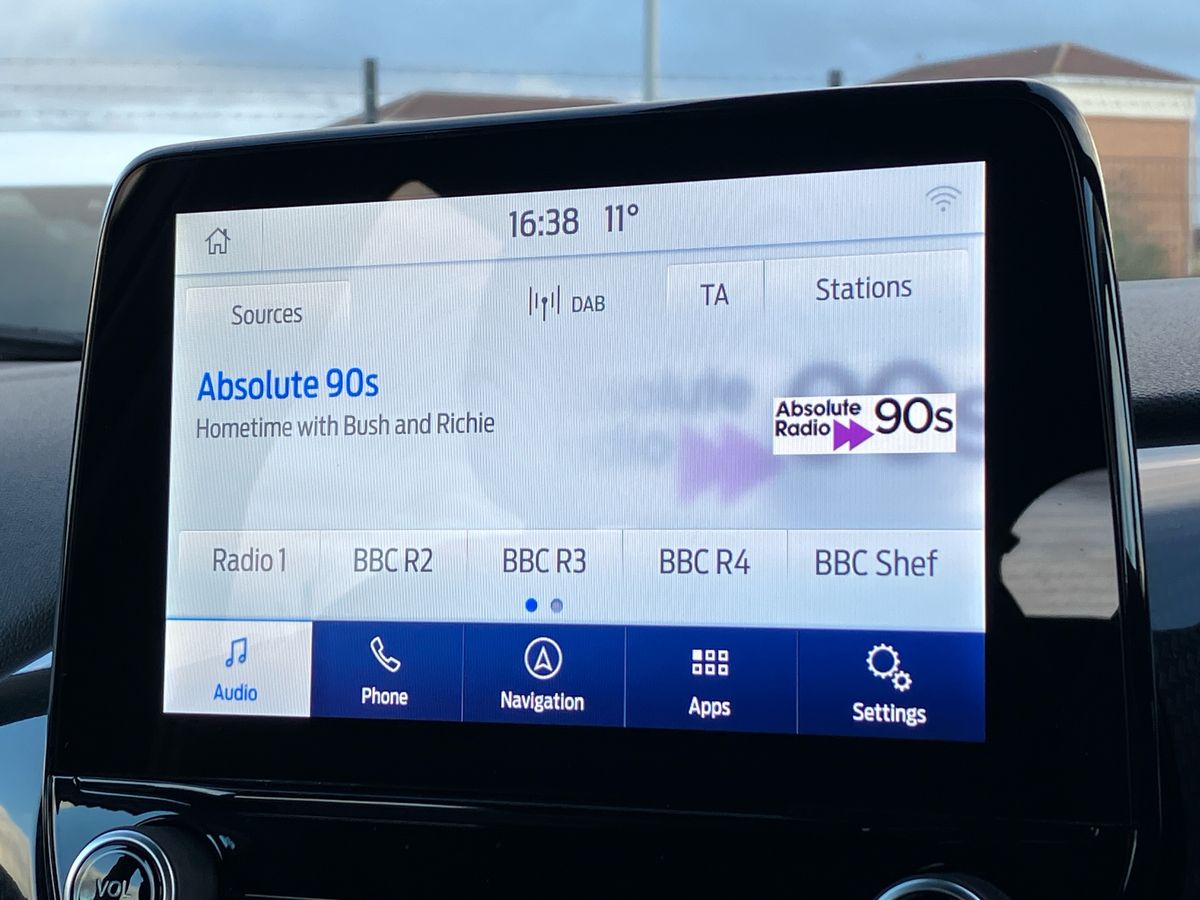 16:38 11°
Sources
DAB
TA
Stations
Absolute 90s
Hometime with Bush and Richie
Absolute
Radio 90s
Radio 1
BBC R2
BBC R3
BBC R4
BBC Shef
Audio
Phone
Navigation
Apps
Settings
VOL